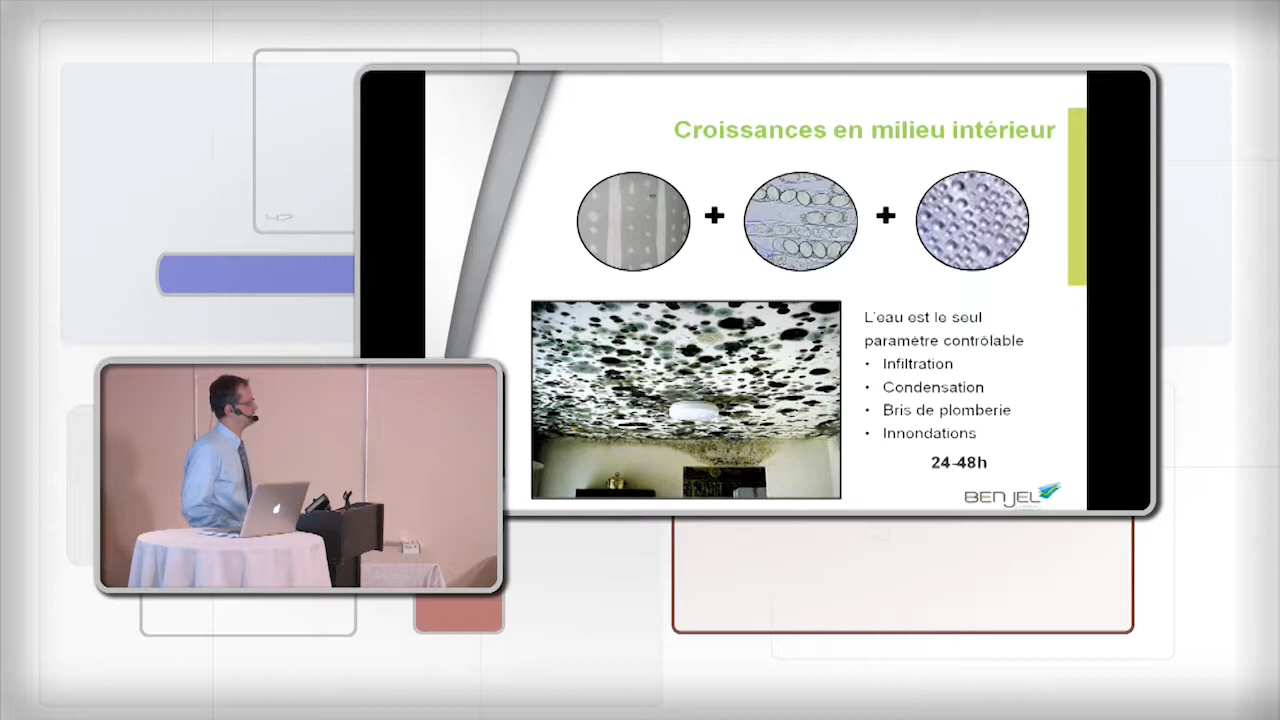 Croissances en milieu intérieur
L'eau est le seul
paramètre contrôlable
• Infiltration
• Condensation
• Bris de plomberie
• Innondations
24-48h
BENJEL